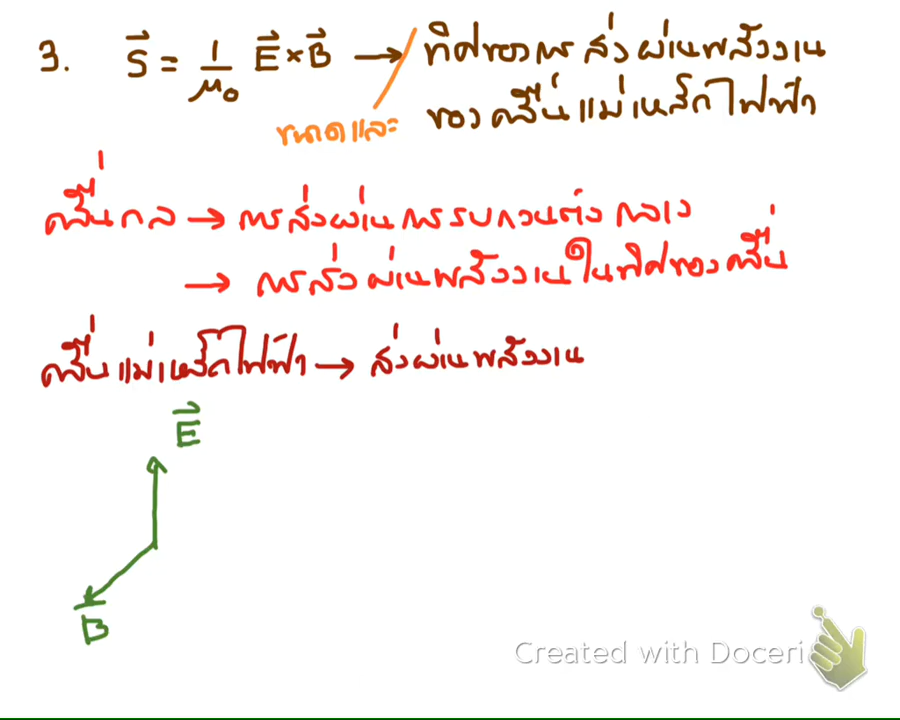 3. S⃗ = 1/μ₀ E⃗ × B⃗ → ทิศของการส่งผ่านพลังงาน
ขนาดและ ของคลื่นแม่เหล็กไฟฟ้า
คลื่นกล → การส่งผ่านการรบกวนตัวกลาง
→ การส่งผ่านพลังงานในทิศของคลื่น
คลื่นแม่เหล็กไฟฟ้า → ส่งผ่านพลังงาน
E⃗
B⃗
Created with Doceri